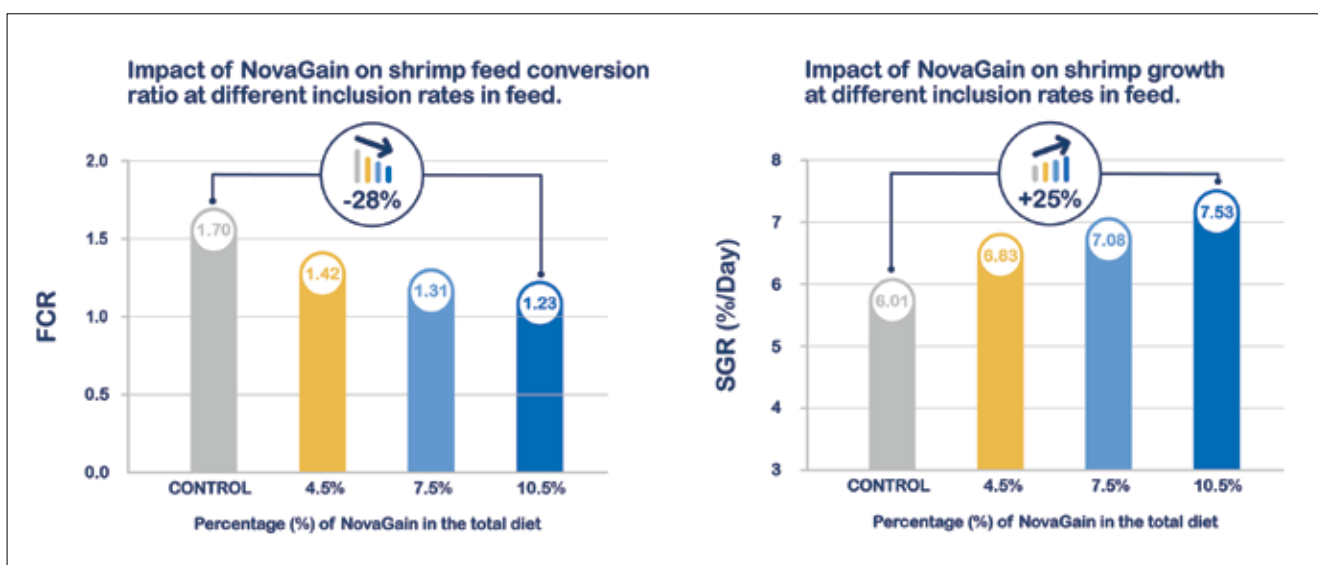 Impact of NovaGain on shrimp feed conversion
ratio at different inclusion rates in feed.
-28%
2.0
1.5
1.0
0.5
0.0
FCR
1.70
1.42
1.31
1.23
CONTROL
4.5%
7.5%
10.5%
Percentage (%) of NovaGain in the total diet
Impact of NovaGain on shrimp growth
at different inclusion rates in feed.
+25%
8
7
6
5
4
3
SGR (%/Day)
6.01
6.83
7.08
7.53
CONTROL
4.5%
7.5%
10.5%
Percentage (%) of NovaGain in the total diet